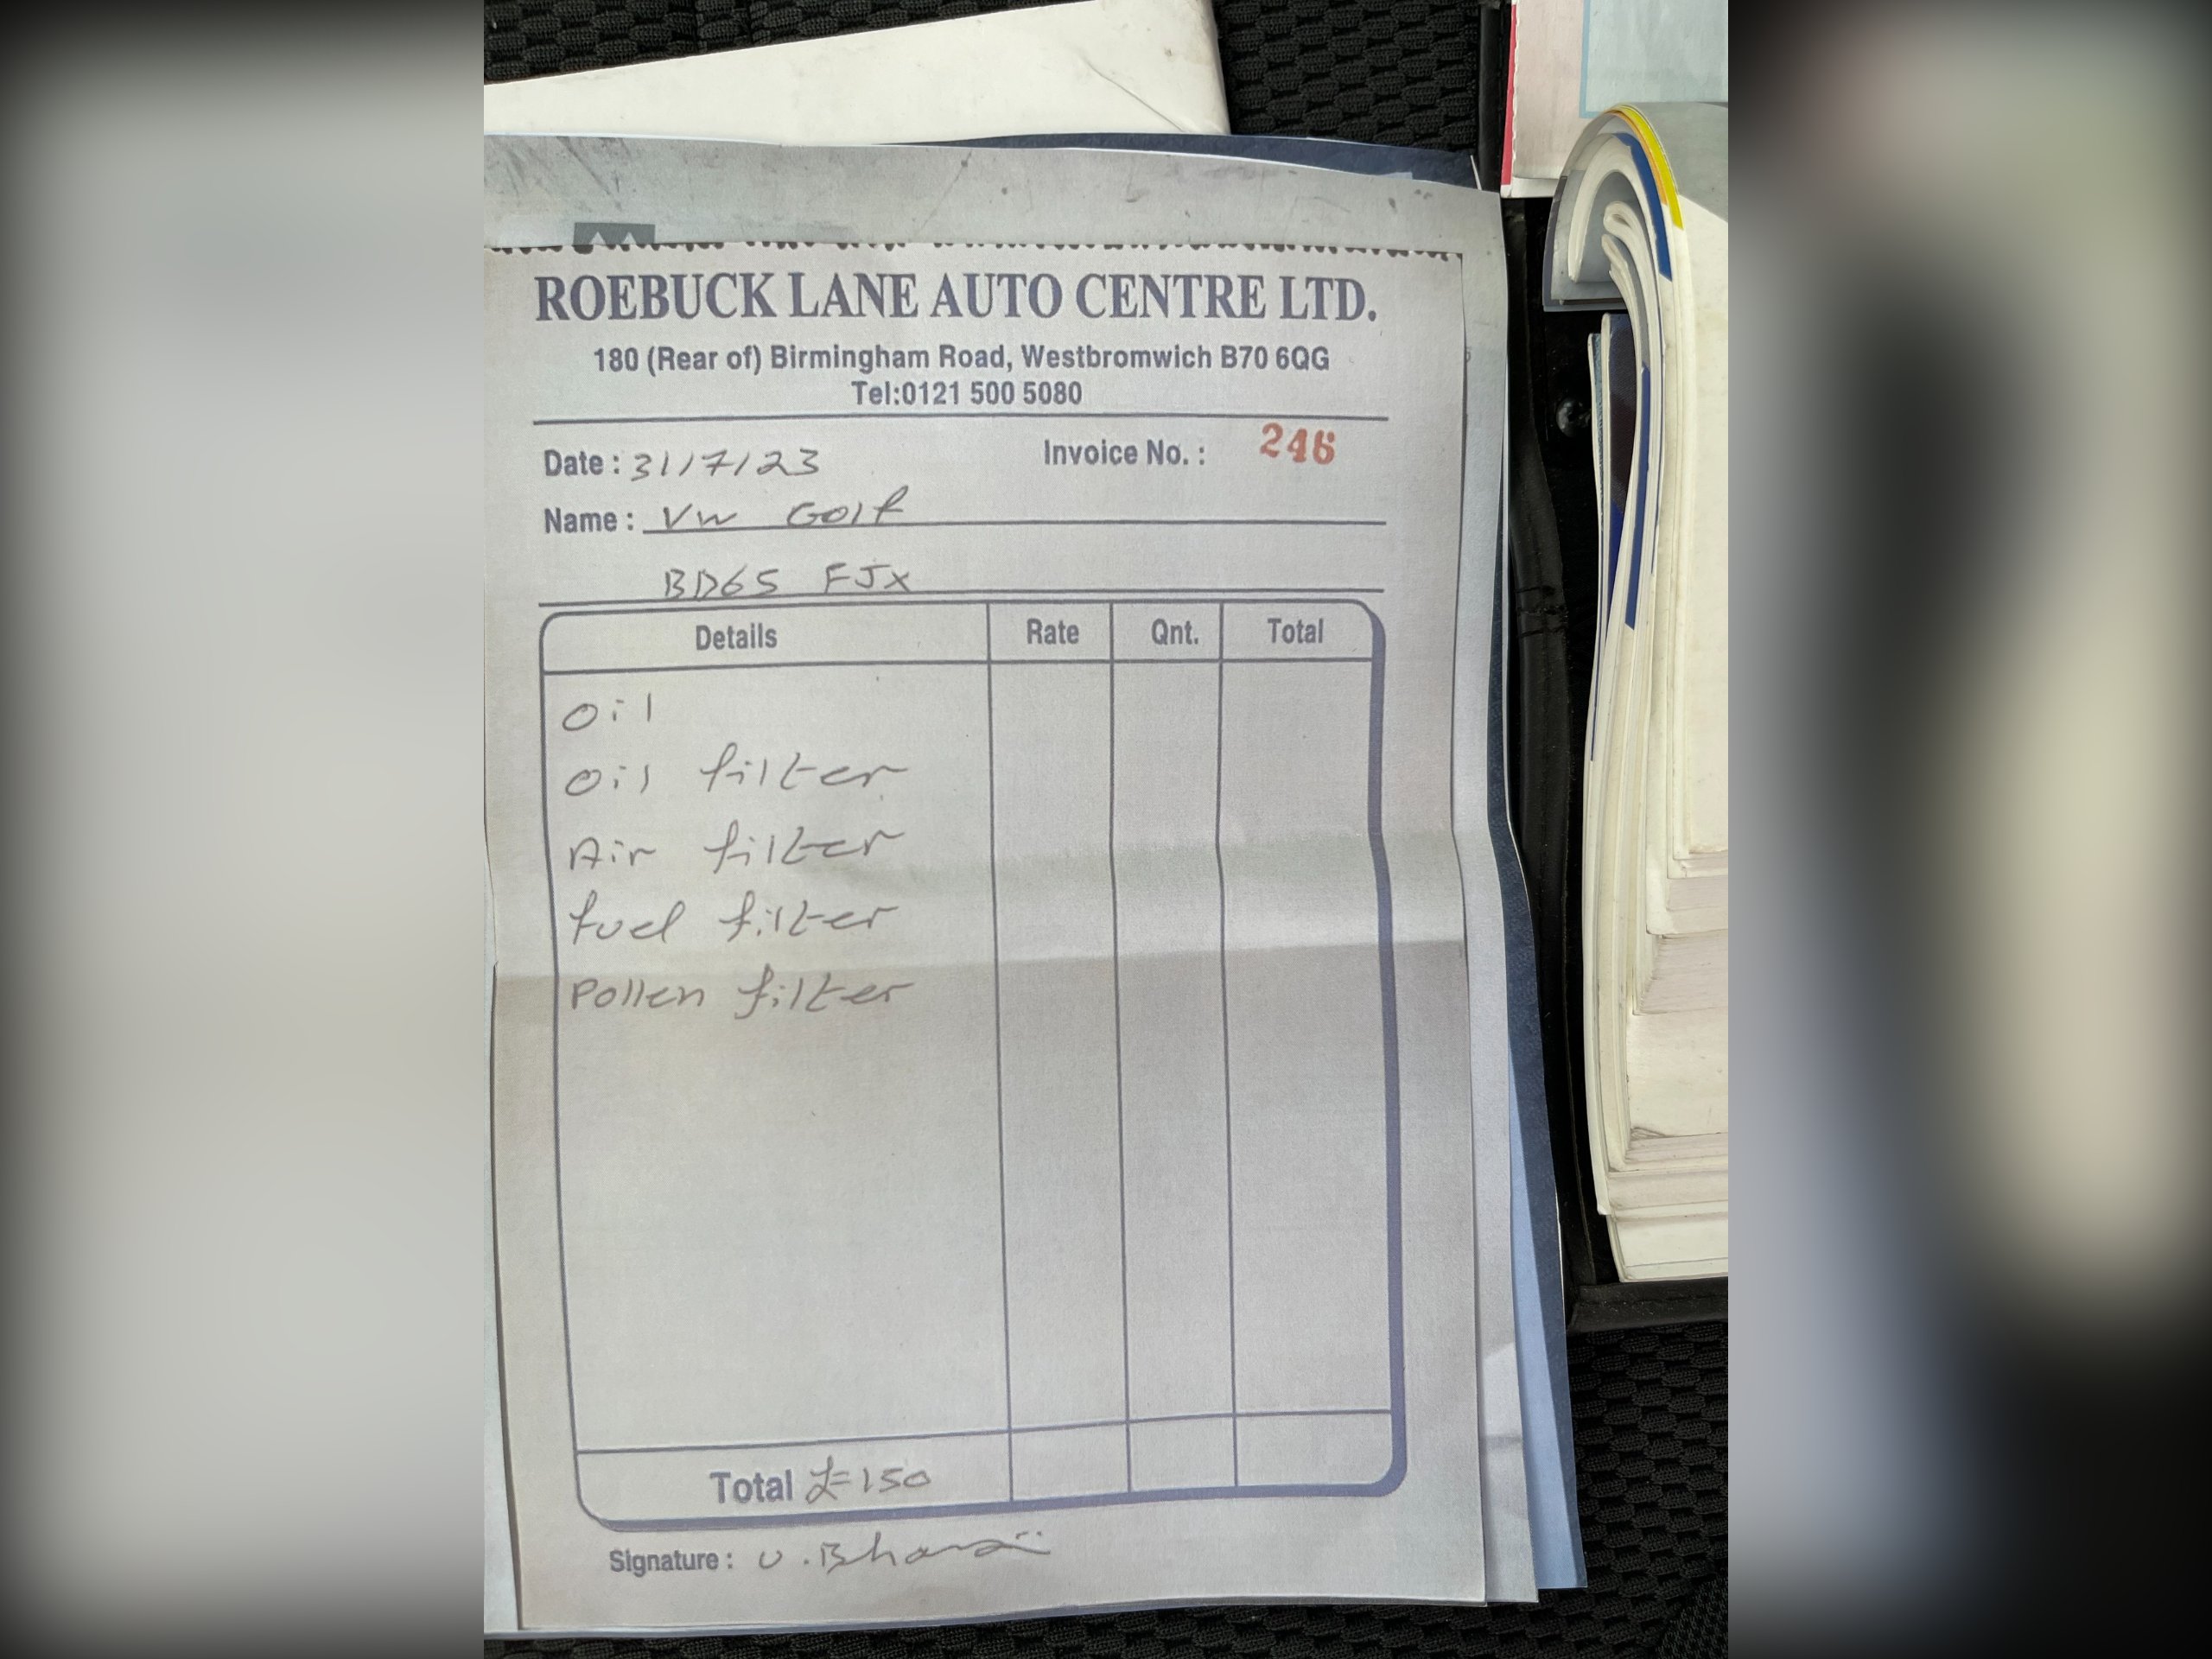 ROEBUCK LANE AUTO CENTRE LTD.
180 (Rear of) Birmingham Road, Westbromwich B70 6QG
Tel:0121 500 5080
Date : 31/7/23 Invoice No. : 246
Name : VW Golf
BD65 FJX
Details Rate Qnt. Total
Oil
Oil filter
Air filter
fuel filter
Pollen filter
Total £=150
Signature : U.